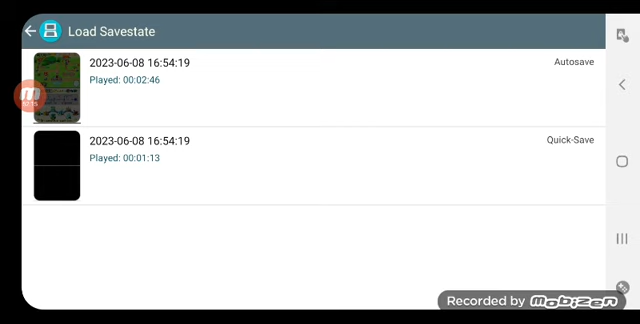 Load Savestate
2023-06-08 16:54:19
Autosave
Played: 00:02:46
2023-06-08 16:54:19
Quick-Save
Played: 00:01:13
Recorded by Mobizen